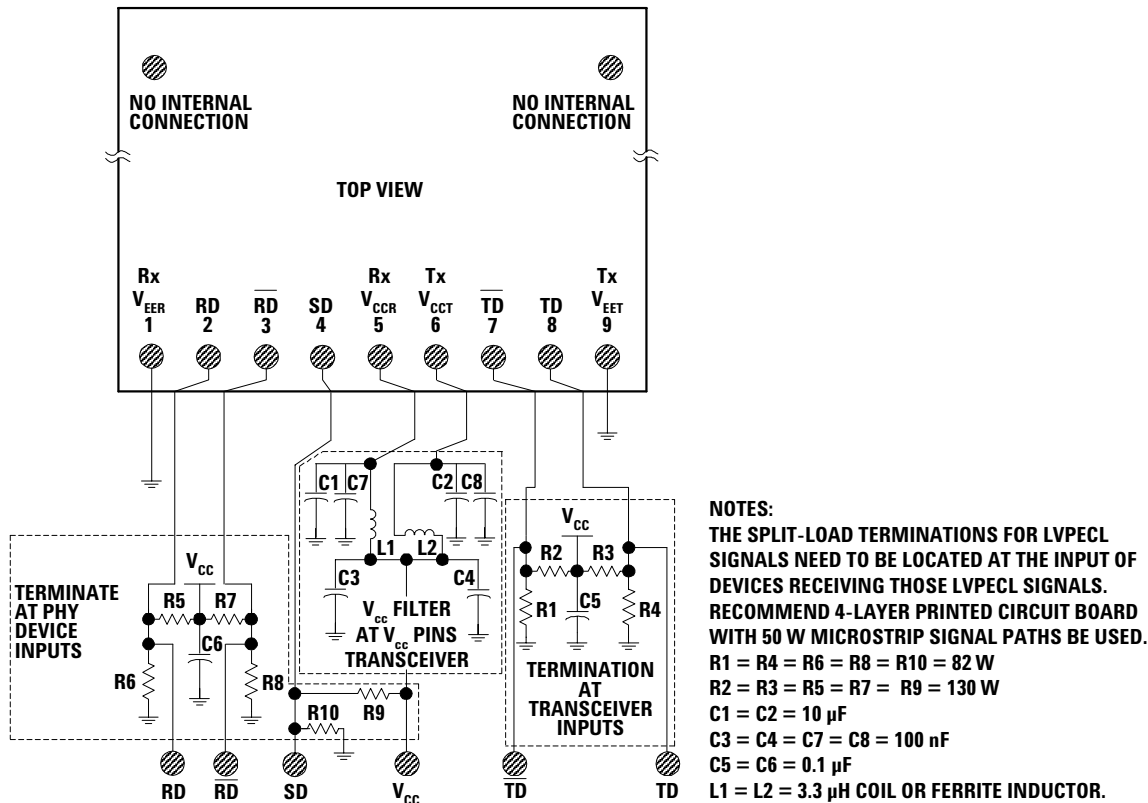 NO INTERNAL
CONNECTION
NO INTERNAL
CONNECTION
TOP VIEW
Rx
VEER
1
RD
2
R̅D̅
3
SD
4
Rx
VCCR
5
Tx
VCCT
6
T̅D̅
7
TD
8
Tx
VEET
9
C1 C7
C2 C8
L1 L2
C3
C4
VCC FILTER
AT VCC PINS
TRANSCEIVER
TERMINATE
AT PHY
DEVICE
INPUTS
VCC
R5 R7
C6
R6
R8
R9
R10
VCC
R2 R3
C5
R1
R4
TERMINATION
AT
TRANSCEIVER
INPUTS
RD
R̅D̅
SD
VCC
T̅D̅
TD
NOTES:
THE SPLIT-LOAD TERMINATIONS FOR LVPECL
SIGNALS NEED TO BE LOCATED AT THE INPUT OF
DEVICES RECEIVING THOSE LVPECL SIGNALS.
RECOMMEND 4-LAYER PRINTED CIRCUIT BOARD
WITH 50 W MICROSTRIP SIGNAL PATHS BE USED.
R1 = R4 = R6 = R8 = R10 = 82 W
R2 = R3 = R5 = R7 = R9 = 130 W
C1 = C2 = 10 µF
C3 = C4 = C7 = C8 = 100 nF
C5 = C6 = 0.1 µF
L1 = L2 = 3.3 µH COIL OR FERRITE INDUCTOR.